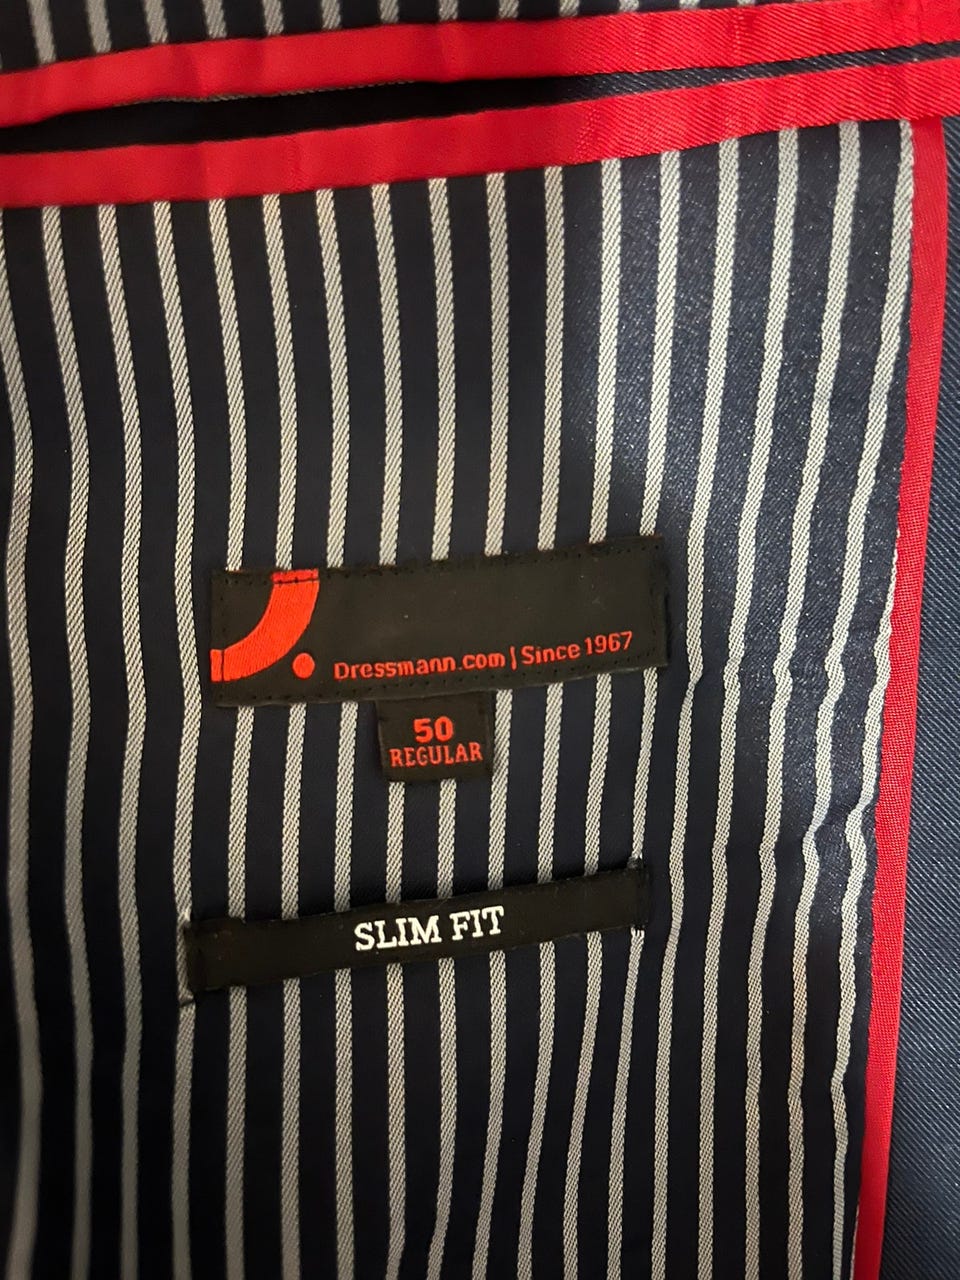 Dressmann.com | Since 1967
50
REGULAR
SLIM FIT